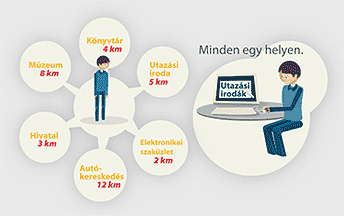 Könyvtár
4 km
Múzeum
8 km
Utazási
iroda
5 km
Hivatal
3 km
Elektronikai
szaküzlet
2 km
Autó-
kereskedés
12 km
Minden egy helyen.
Utazási
irodák